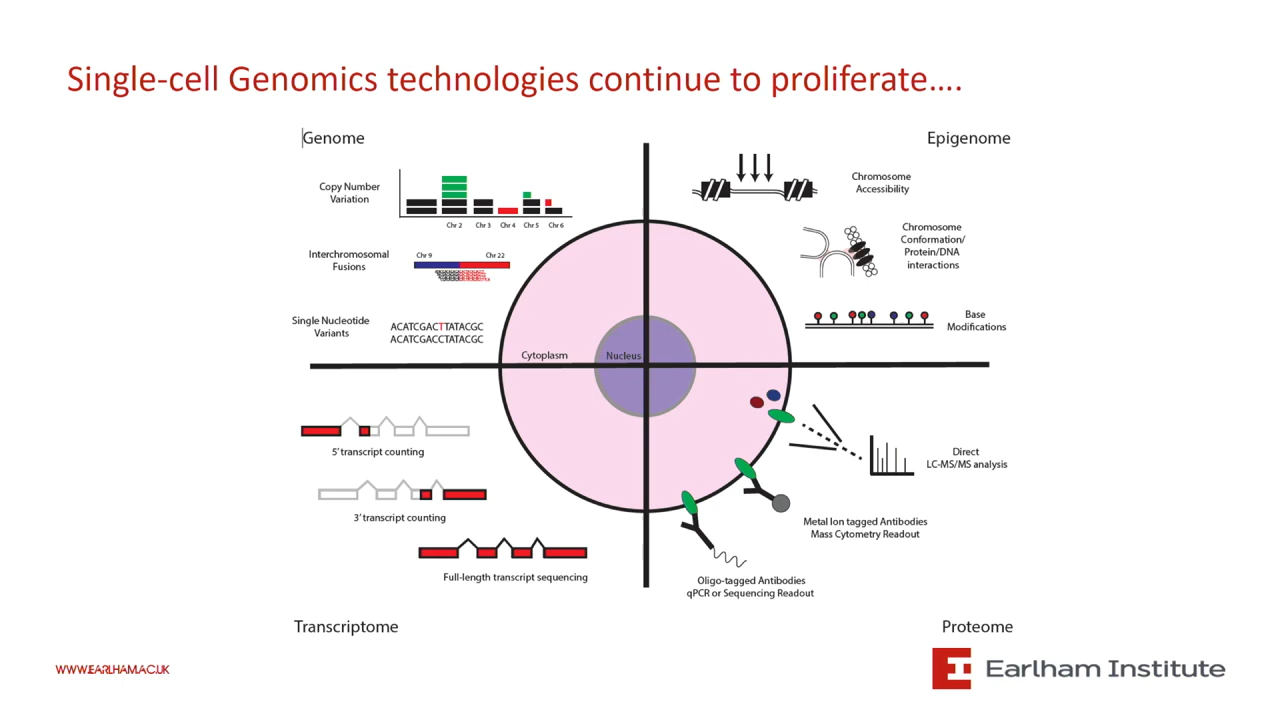 Single-cell Genomics technologies continue to proliferate....
Genome
Epigenome
Copy Number
Variation
Chr 2
Chr 3
Chr 4
Chr 5
Chr 6
Chromosome
Accessibility
Interchromosomal
Fusions
Chr 9
Chr 22
Chromosome
Conformation/
Protein/DNA
interactions
Single Nucleotide
Variants
ACATCGACTTATACGC
ACATCGACCTATACGC
Base
Modifications
Cytoplasm
Nucleus
5' transcript counting
3' transcript counting
Full-length transcript sequencing
Direct
LC-MS/MS analysis
Metal Ion tagged Antibodies
Mass Cytometry Readout
Oligo-tagged Antibodies
qPCR or Sequencing Readout
Transcriptome
Proteome
WWW.EARLHAM.AC.UK
Earlham Institute